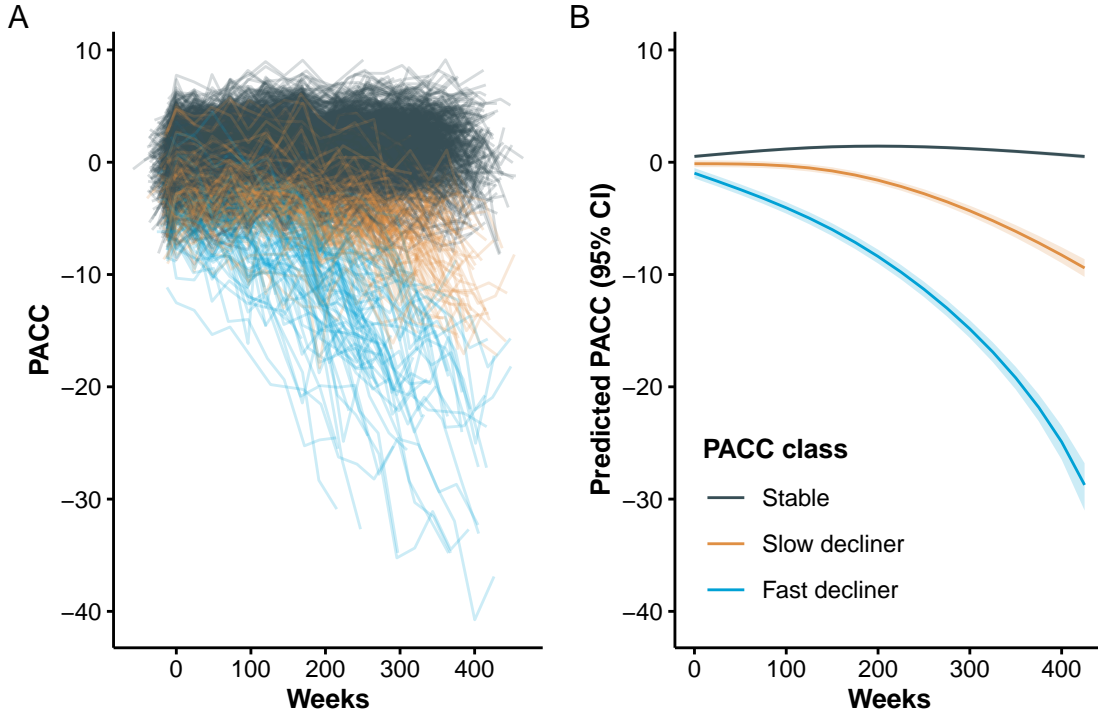 A
PACC
10
0
−10
−20
−30
−40
0
100
200
300
400
Weeks
B
Predicted PACC (95% CI)
10
0
−10
−20
−30
−40
PACC class
Stable
Slow decliner
Fast decliner
0
100
200
300
400
Weeks